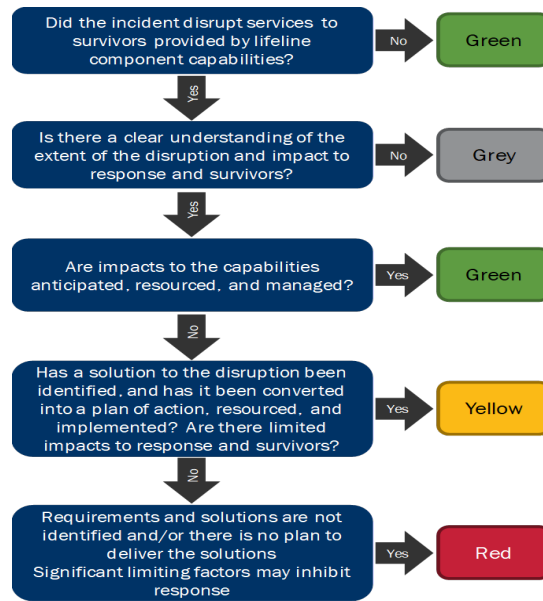 Did the incident disrupt services to
survivors provided by lifeline
component capabilities?
No
Green
Yes
Is there a clear understanding of the
extent of the disruption and impact to
response and survivors?
No
Grey
Yes
Are impacts to the capabilities
anticipated, resourced, and managed?
Yes
Green
No
Has a solution to the disruption been
identified, and has it been converted
into a plan of action, resourced, and
implemented? Are there limited
impacts to response and survivors?
Yes
Yellow
No
Requirements and solutions are not
identified and/or there is no plan to
deliver the solutions
Significant limiting factors may inhibit
response
Yes
Red